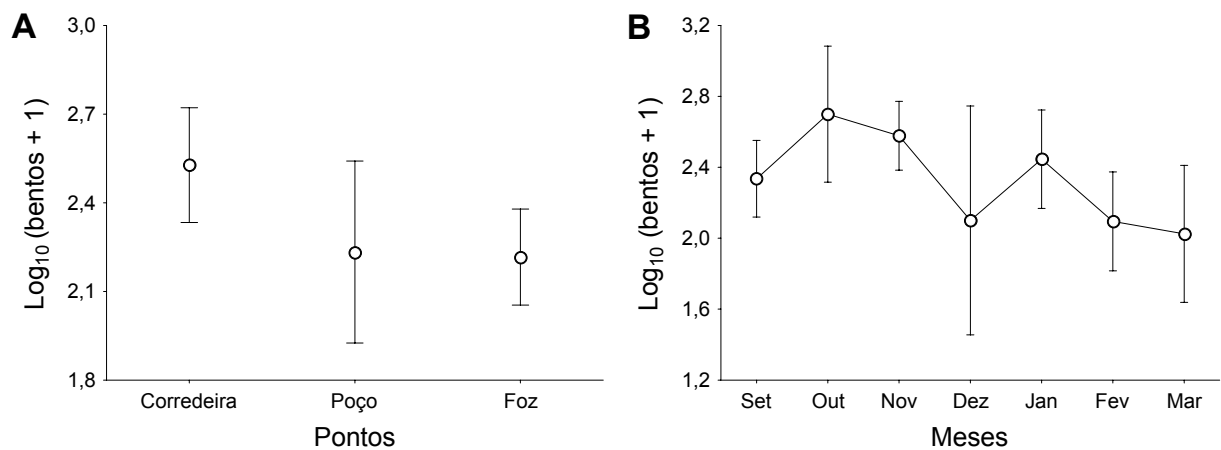 A
Log10 (bentos + 1)
3,0
2,7
2,4
2,1
1,8
Corredeira Poço Foz
Pontos
B
Log10 (bentos + 1)
3,2
2,8
2,4
2,0
1,6
1,2
Set Out Nov Dez Jan Fev Mar
Meses